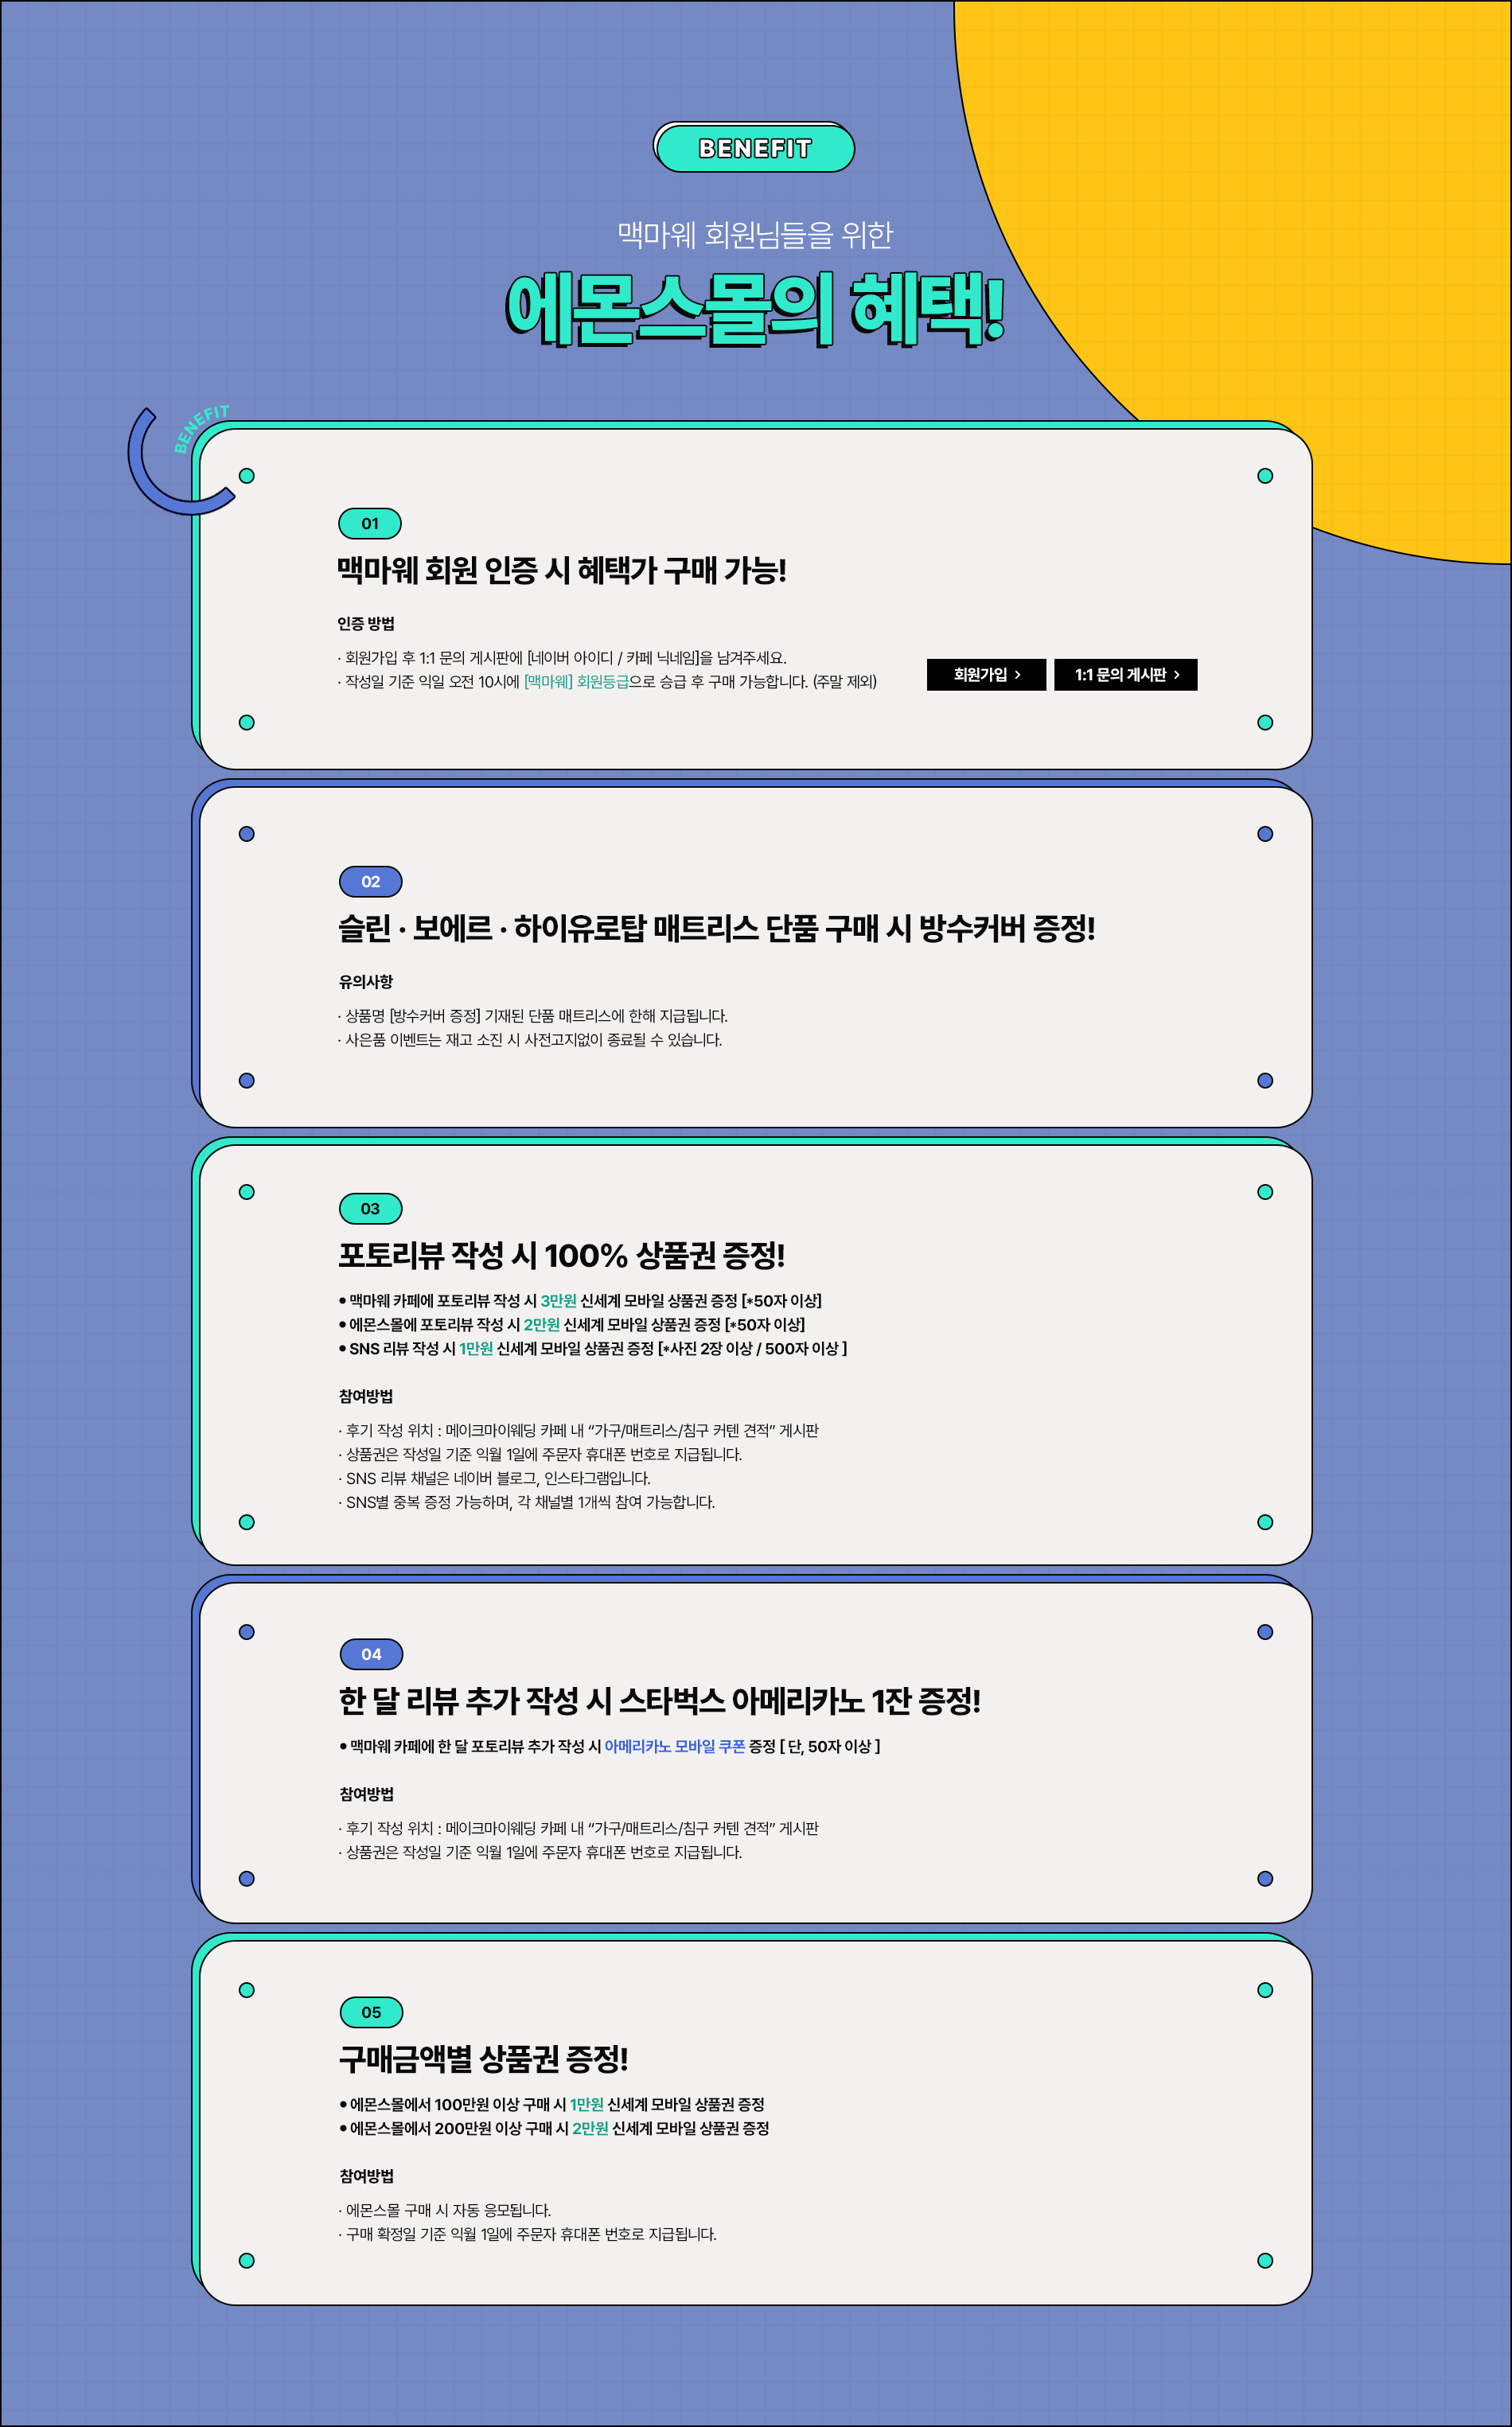 BENEFIT
맥마웨 회원님들을 위한
에몬스몰의 혜택!
BENEFIT
01
맥마웨 회원 인증 시 혜택가 구매 가능!
인증 방법
· 회원가입 후 1:1 문의 게시판에 [네이버 아이디 / 카페 닉네임]을 남겨주세요.
· 작성일 기준 익일 오전 10시에 [맥마웨] 회원등급으로 승급 후 구매 가능합니다. (주말 제외)
회원가입 >
1:1 문의 게시판 >
02
슬린 · 보에르 · 하이유로탑 매트리스 단품 구매 시 방수커버 증정!
유의사항
· 상품명 [방수커버 증정] 기재된 단품 매트리스에 한해 지급됩니다.
· 사은품 이벤트는 재고 소진 시 사전고지없이 종료될 수 있습니다.
03
포토리뷰 작성 시 100% 상품권 증정!
• 맥마웨 카페에 포토리뷰 작성 시 3만원 신세계 모바일 상품권 증정 [*50자 이상]
• 에몬스몰에 포토리뷰 작성 시 2만원 신세계 모바일 상품권 증정 [*50자 이상]
• SNS 리뷰 작성 시 1만원 신세계 모바일 상품권 증정 [*사진 2장 이상 / 500자 이상 ]
참여방법
· 후기 작성 위치 : 메이크마이웨딩 카페 내 “가구/매트리스/침구 커텐 견적” 게시판
· 상품권은 작성일 기준 익월 1일에 주문자 휴대폰 번호로 지급됩니다.
· SNS 리뷰 채널은 네이버 블로그, 인스타그램입니다.
· SNS별 중복 증정 가능하며, 각 채널별 1개씩 참여 가능합니다.
04
한 달 리뷰 추가 작성 시 스타벅스 아메리카노 1잔 증정!
• 맥마웨 카페에 한 달 포토리뷰 추가 작성 시 아메리카노 모바일 쿠폰 증정 [ 단, 50자 이상 ]
참여방법
· 후기 작성 위치 : 메이크마이웨딩 카페 내 “가구/매트리스/침구 커텐 견적” 게시판
· 상품권은 작성일 기준 익월 1일에 주문자 휴대폰 번호로 지급됩니다.
05
구매금액별 상품권 증정!
• 에몬스몰에서 100만원 이상 구매 시 1만원 신세계 모바일 상품권 증정
• 에몬스몰에서 200만원 이상 구매 시 2만원 신세계 모바일 상품권 증정
참여방법
· 에몬스몰 구매 시 자동 응모됩니다.
· 구매 확정일 기준 익월 1일에 주문자 휴대폰 번호로 지급됩니다.